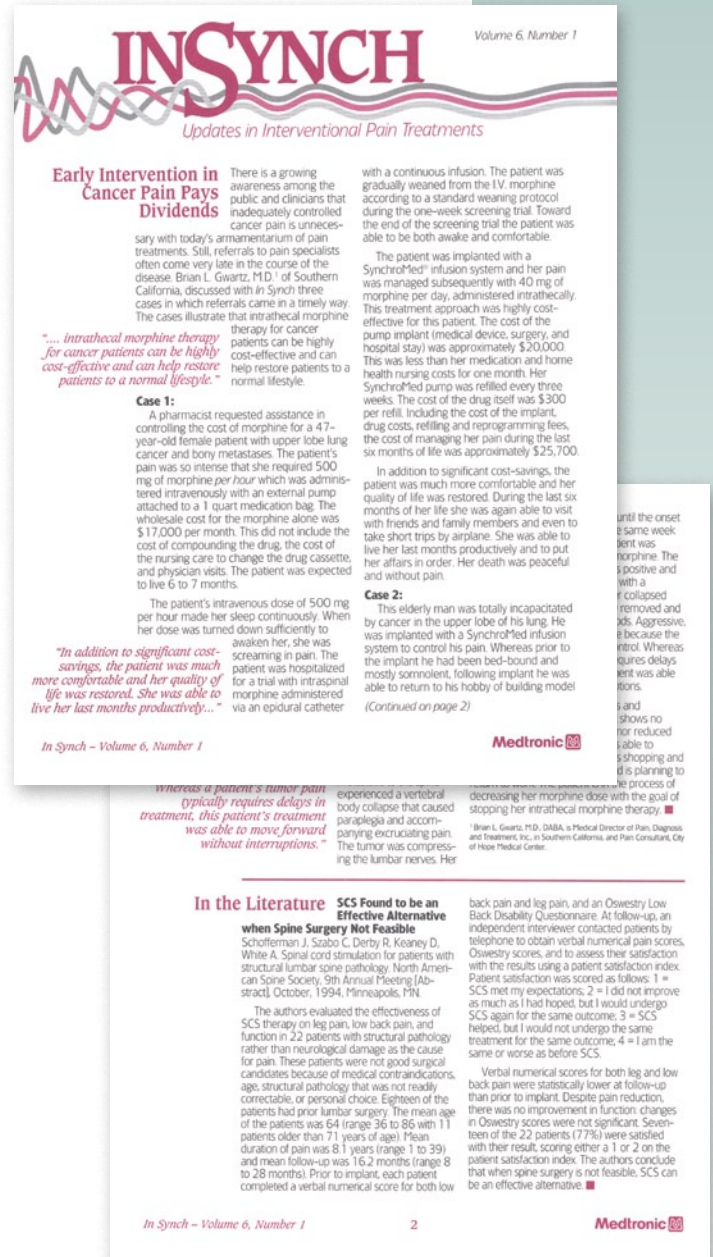 INSYNCH
Volume 6, Number 1
Updates in Interventional Pain Treatments
Early Intervention in
Cancer Pain Pays
Dividends
There is a growing
awareness among the
public and clinicians that
inadequately controlled
cancer pain is unneces-
sary with today's armamentarium of pain
treatments. Still, referrals to pain specialists
often come very late in the course of the
disease. Brian L. Gwartz, M.D.¹ of Southern
California, discussed with In Synch three
cases in which referrals came in a timely way.
The cases illustrate that intrathecal morphine
therapy for cancer
patients can be highly
cost-effective and can
help restore patients to a
normal lifestyle.
".... intrathecal morphine therapy
for cancer patients can be highly
cost-effective and can help restore
patients to a normal lifestyle."
Case 1:
A pharmacist requested assistance in
controlling the cost of morphine for a 47-
year-old female patient with upper lobe lung
cancer and bony metastases. The patient's
pain was so intense that she required 500
mg of morphine per hour which was adminis-
tered intravenously with an external pump
attached to a 1 quart medication bag. The
wholesale cost for the morphine alone was
$17,000 per month. This did not include the
cost of compounding the drug, the cost of
the nursing care to change the drug cassette,
and physician visits. The patient was expected
to live 6 to 7 months.
The patient's intravenous dose of 500 mg
per hour made her sleep continuously. When
her dose was turned down sufficiently to
awaken her, she was
screaming in pain. The
patient was hospitalized
for a trial with intraspinal
morphine administered
via an epidural catheter
"In addition to significant cost-
savings, the patient was much
more comfortable and her quality of
life was restored. She was able to
live her last months productively..."
with a continuous infusion. The patient was
gradually weaned from the I.V. morphine
according to a standard weaning protocol
during the one-week screening trial. Toward
the end of the screening trial the patient was
able to be both awake and comfortable.
The patient was implanted with a
SynchroMed® infusion system and her pain
was managed subsequently with 40 mg of
morphine per day, administered intrathecally.
This treatment approach was highly cost-
effective for this patient. The cost of the
pump implant (medical device, surgery, and
hospital stay) was approximately $20,000.
This was less than her medication and home
health nursing costs for one month. Her
SynchroMed pump was refilled every three
weeks. The cost of the drug itself was $300
per refill. Including the cost of the implant,
drug costs, refilling and reprogramming fees,
the cost of managing her pain during the last
six months of life was approximately $25,700.
In addition to significant cost-savings, the
patient was much more comfortable and her
quality of life was restored. During the last six
months of her life she was again able to visit
with friends and family members and even to
take short trips by airplane. She was able to
live her last months productively and to put
her affairs in order. Her death was peaceful
and without pain.
Case 2:
This elderly man was totally incapacitated
by cancer in the upper lobe of his lung. He
was implanted with a SynchroMed infusion
system to control his pain. Whereas prior to
the implant he had been bed-bound and
mostly somnolent, following implant he was
able to return to his hobby of building model
(Continued on page 2)
In Synch – Volume 6, Number 1
Medtronic
until the onset
same week
was
morphine. The
positive and
with a
collapsed
removed and
Aggressive,
because the
Whereas
delays
was able
and
shows no
reduced
able to
shopping and
is planning to
process of
decreasing her morphine dose with the goal of
stopping her intrathecal morphine therapy.
¹ Brian L. Gwartz, M.D., DABA, is Medical Director of Pain, Diagnosis
and Treatment, Inc., in Southern California, and Pain Consultant, City
of Hope Medical Center.
Whereas a patient's tumor pain
typically requires delays in
treatment, this patient's treatment
was able to move forward
without interruptions."
experienced a vertebral
body collapse that caused
paraplegia and accom-
panying excruciating pain.
The tumor was compress-
ing the lumbar nerves. Her
In the Literature
SCS Found to be an
Effective Alternative
when Spine Surgery Not Feasible
Schofferman J, Szabo C, Derby R, Keaney D,
White A. Spinal cord stimulation for patients with
structural lumbar spine pathology. North Ameri-
can Spine Society, 9th Annual Meeting [Ab-
stract], October, 1994, Minneapolis, MN.
The authors evaluated the effectiveness of
SCS therapy on leg pain, low back pain, and
function in 22 patients with structural pathology
rather than neurological damage as the cause
for pain. These patients were not good surgical
candidates because of medical contraindications,
age, structural pathology that was not readily
correctable, or personal choice. Eighteen of the
patients had prior lumbar surgery. The mean age
of the patients was 64 (range 36 to 86 with 11
patients older than 71 years of age). Mean
duration of pain was 8.1 years (range 1 to 39)
and mean follow-up was 16.2 months (range 8
to 28 months). Prior to implant, each patient
completed a verbal numerical score for both low
back pain and leg pain, and an Oswestry Low
Back Disability Questionnaire. At follow-up, an
independent interviewer contacted patients by
telephone to obtain verbal numerical pain scores,
Oswestry scores, and to assess their satisfaction
with the results using a patient satisfaction index.
Patient satisfaction was scored as follows: 1 =
SCS met my expectations; 2 = I did not improve
as much as I had hoped, but I would undergo
SCS again for the same outcome; 3 = SCS
helped, but I would not undergo the same
treatment for the same outcome; 4 = I am the
same or worse as before SCS.
Verbal numerical scores for both leg and low
back pain were statistically lower at follow-up
than prior to implant. Despite pain reduction,
there was no improvement in function: changes
in Oswestry scores were not significant. Seven-
teen of the 22 patients (77%) were satisfied
with their result, scoring either a 1 or 2 on the
patient satisfaction index. The authors conclude
that when spine surgery is not feasible, SCS can
be an effective alternative.
In Synch – Volume 6, Number 1
2
Medtronic